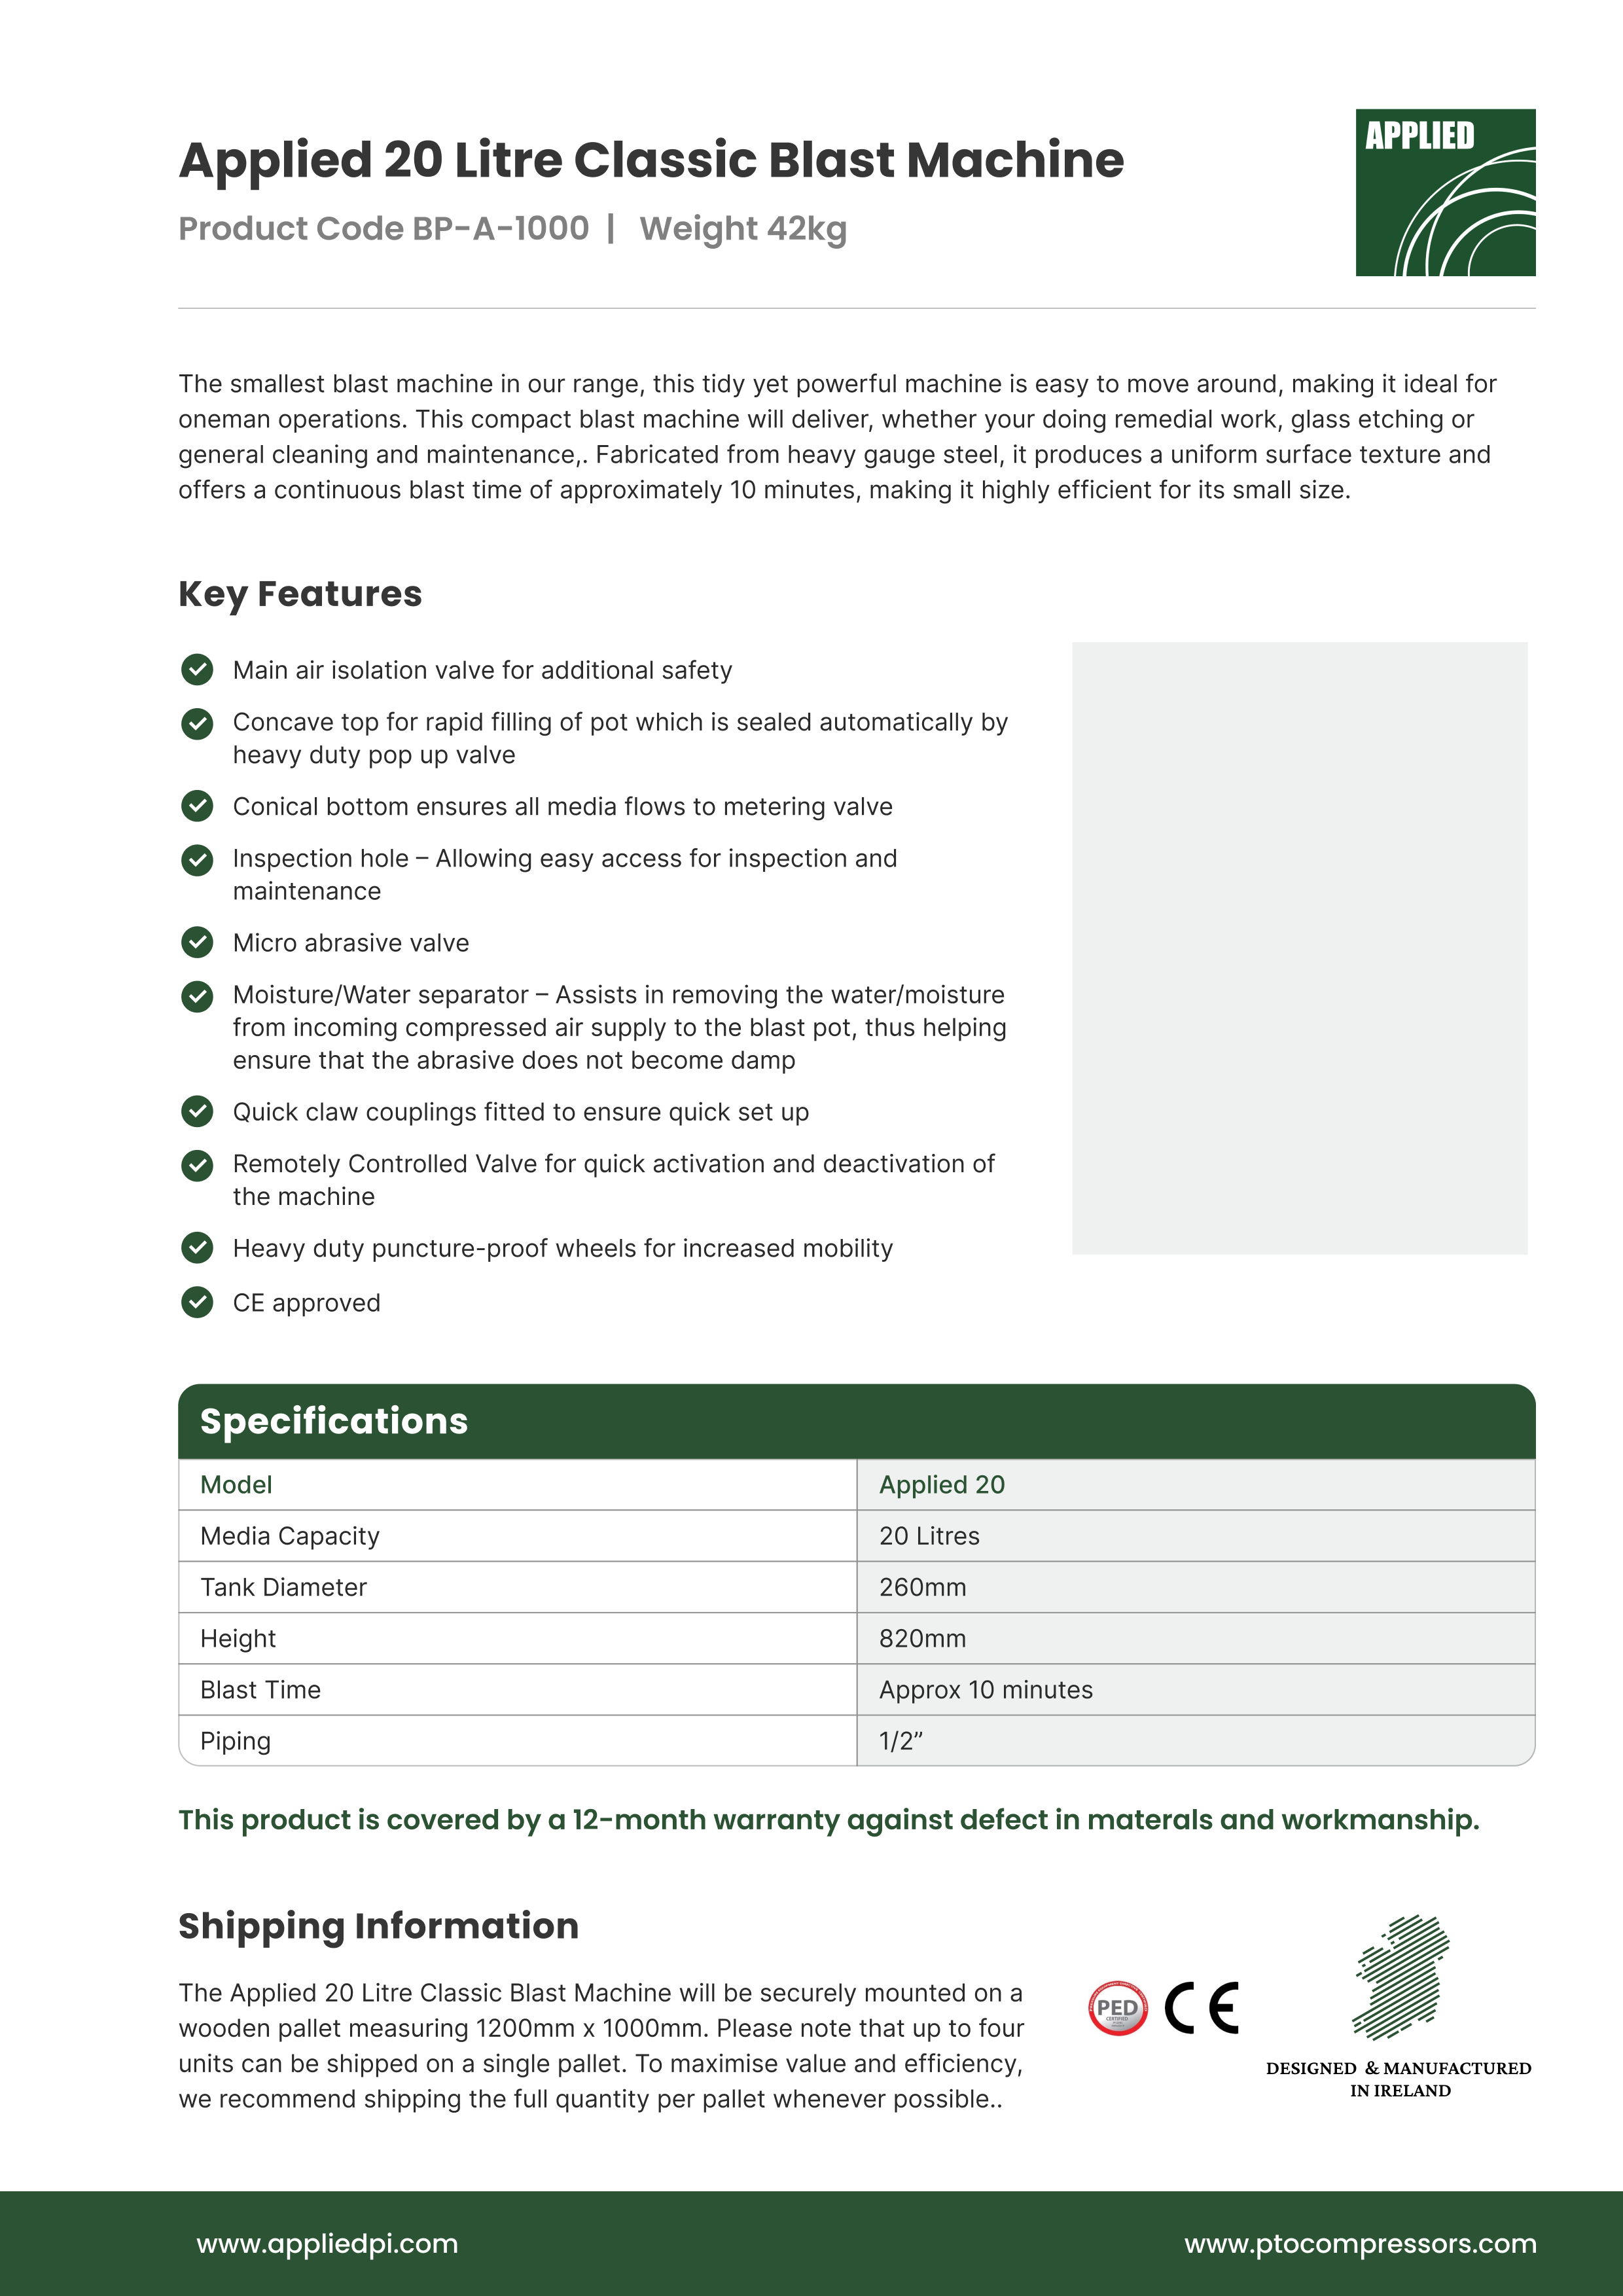 Applied 20 Litre Classic Blast Machine
Product Code BP-A-1000 | Weight 42kg
APPLIED
The smallest blast machine in our range, this tidy yet powerful machine is easy to move around, making it ideal for
oneman operations. This compact blast machine will deliver, whether your doing remedial work, glass etching or
general cleaning and maintenance,. Fabricated from heavy gauge steel, it produces a uniform surface texture and
offers a continuous blast time of approximately 10 minutes, making it highly efficient for its small size.
Key Features
Main air isolation valve for additional safety
Concave top for rapid filling of pot which is sealed automatically by
heavy duty pop up valve
Conical bottom ensures all media flows to metering valve
Inspection hole – Allowing easy access for inspection and
maintenance
Micro abrasive valve
Moisture/Water separator – Assists in removing the water/moisture
from incoming compressed air supply to the blast pot, thus helping
ensure that the abrasive does not become damp
Quick claw couplings fitted to ensure quick set up
Remotely Controlled Valve for quick activation and deactivation of
the machine
Heavy duty puncture-proof wheels for increased mobility
CE approved
Specifications
Model Applied 20
Media Capacity 20 Litres
Tank Diameter 260mm
Height 820mm
Blast Time Approx 10 minutes
Piping 1/2”
This product is covered by a 12-month warranty against defect in materals and workmanship.
Shipping Information
The Applied 20 Litre Classic Blast Machine will be securely mounted on a
wooden pallet measuring 1200mm x 1000mm. Please note that up to four
units can be shipped on a single pallet. To maximise value and efficiency,
we recommend shipping the full quantity per pallet whenever possible..
PED
CERTIFIED
CE
DESIGNED & MANUFACTURED
IN IRELAND
www.appliedpi.com
www.ptocompressors.com